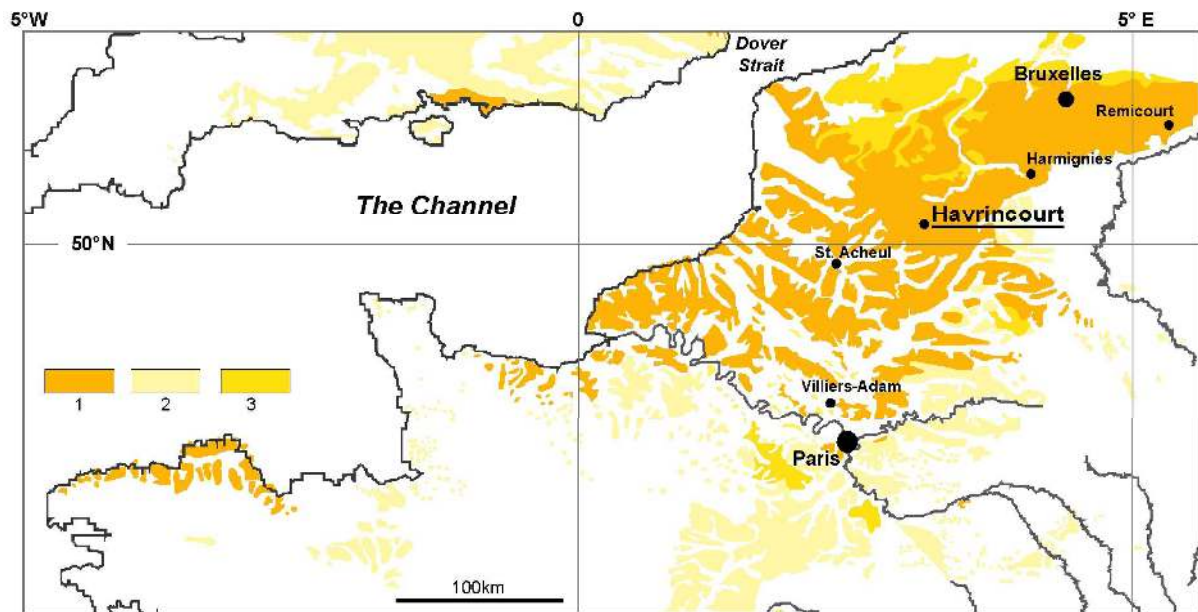 5°W
0
5° E
Dover
Strait
Bruxelles
Remicourt
Harmignies
The Channel
Havrincourt
50°N
St. Acheul
1
2
3
Villiers-Adam
Paris
100km